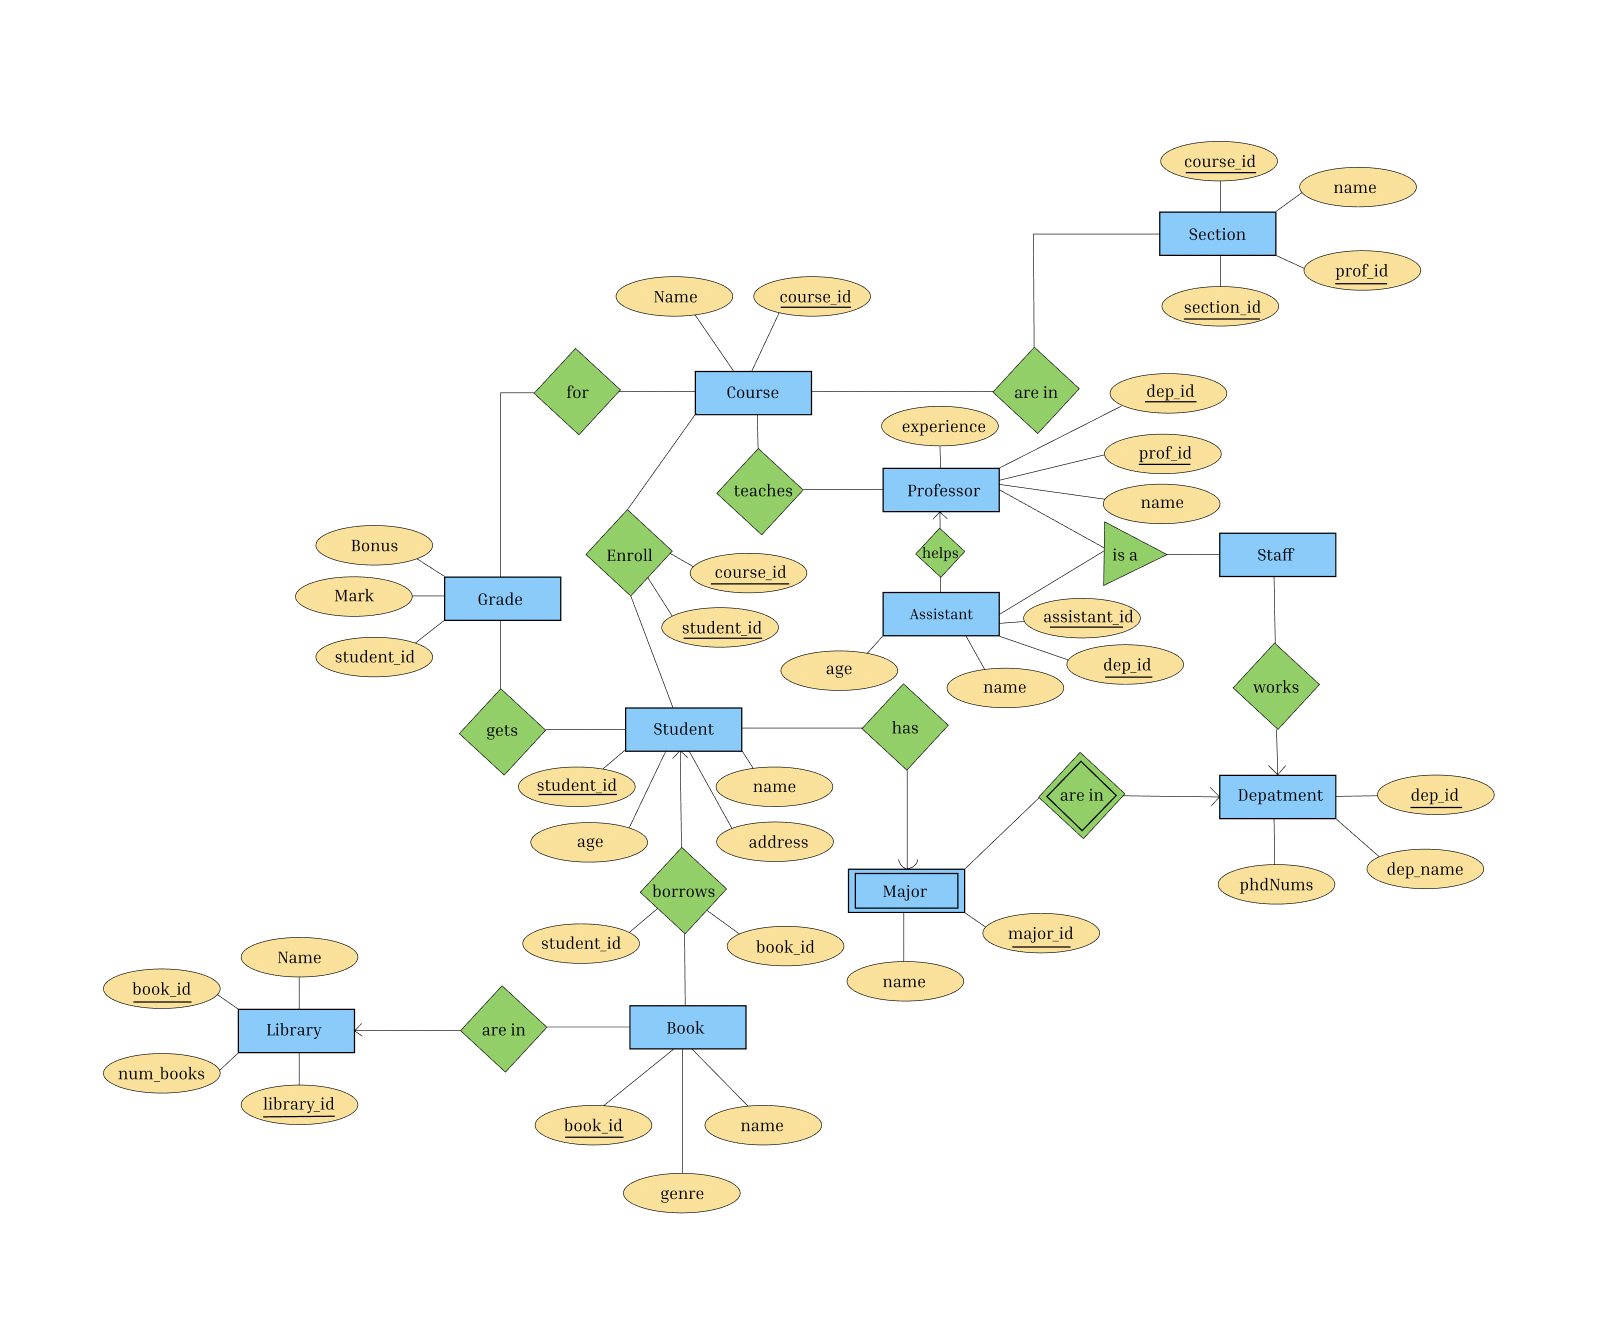 course_id
name
Section
prof_id
section_id
Name
course_id
for
Course
are in
dep_id
experience
prof_id
teaches
Professor
name
Bonus
Enroll
helps
is a
Staff
course_id
Mark
Grade
Assistant
assistant_id
student_id
student_id
age
dep_id
name
works
gets
Student
has
student_id
name
are in
Depatment
dep_id
age
address
dep_name
borrows
Major
phdNums
student_id
book_id
major_id
Name
name
book_id
Library
are in
Book
num_books
library_id
book_id
name
genre